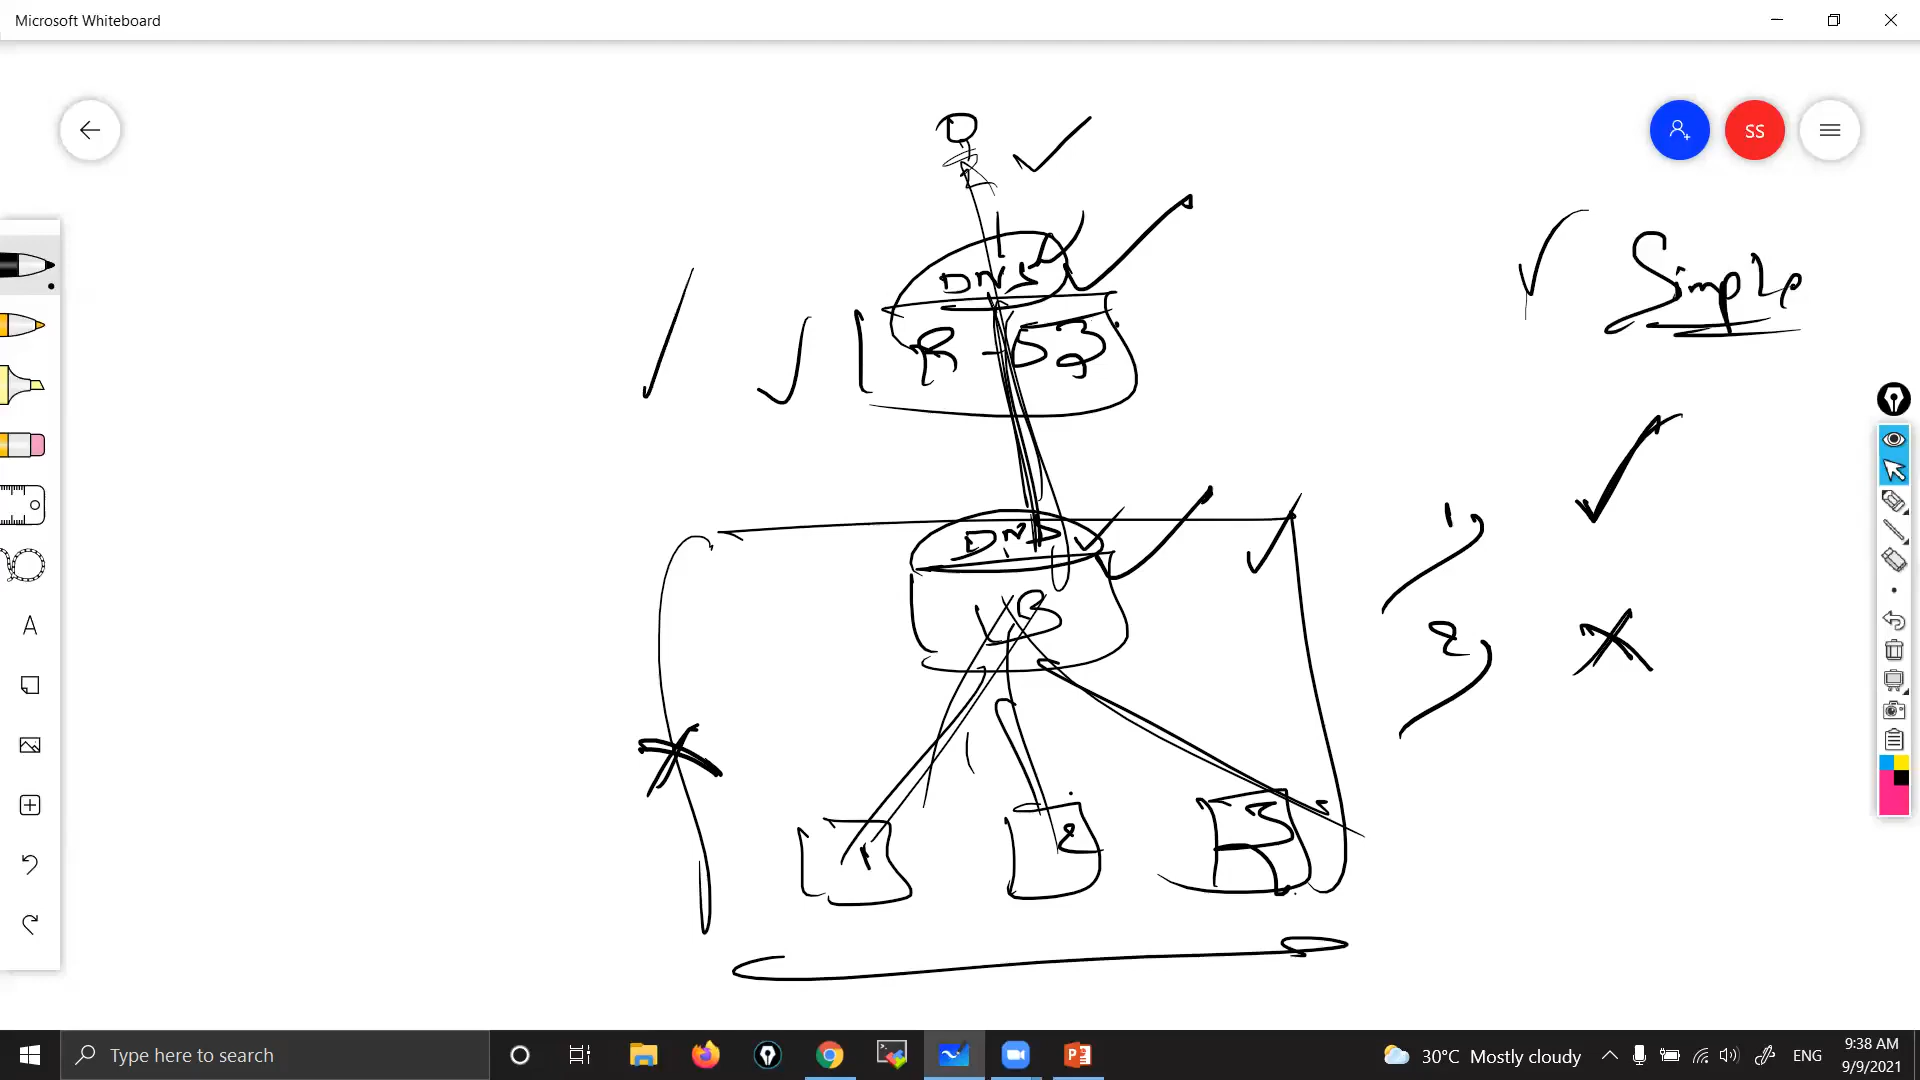 Microsoft Whiteboard
SS
DNS
R-53
Simple
DNS
LB
1)
2)
1
2
3
A
Type here to search
30°C Mostly cloudy
ENG
9:38 AM
9/9/2021